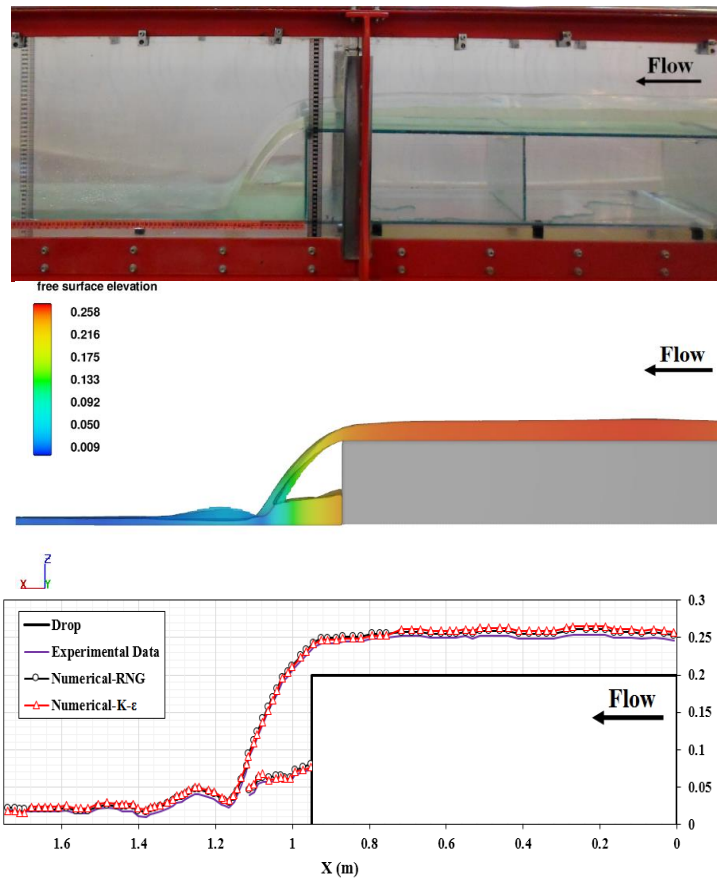 Flow
free surface elevation
0.258
0.216
0.175
0.133
0.092
0.050
0.009
Flow
Z
X
Y
Drop
Experimental Data
Numerical-RNG
Numerical-K-ε
Flow
0.3
0.25
0.2
0.15
0.1
0.05
0
1.6
1.4
1.2
1
0.8
0.6
0.4
0.2
0
X (m)